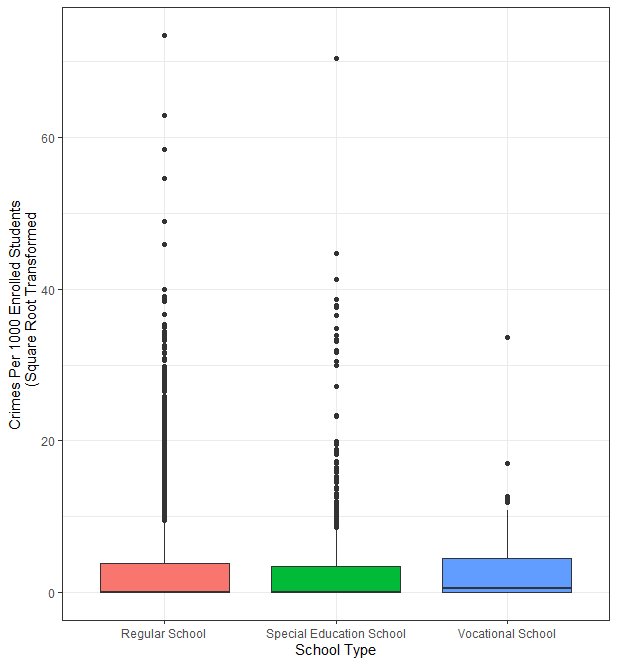 Crimes Per 1000 Enrolled Students
(Square Root Transformed
60
40
20
0
Regular School
Special Education School
Vocational School
School Type